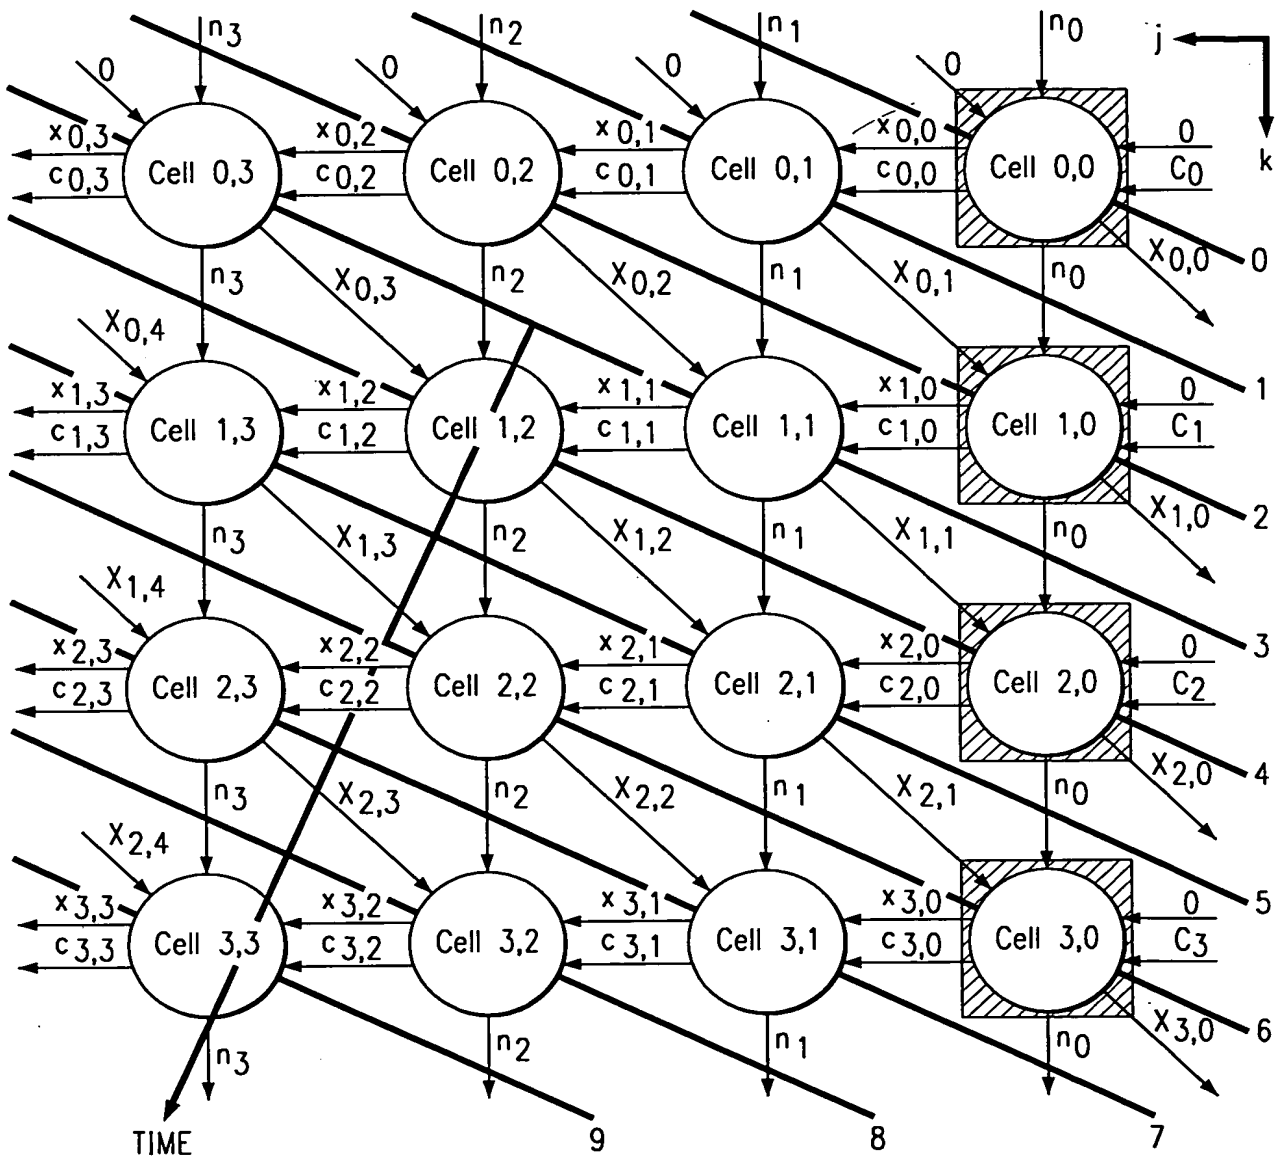 n3 n2 n1 n0 j
0 0 0 0
x0,3 x0,2 x0,1 x0,0 0
Cell 0,3 Cell 0,2 Cell 0,1 Cell 0,0 k
c0,3 c0,2 c0,1 c0,0 C0
n3 X0,3 n2 X0,2 n1 X0,1 n0 X0,0 0
X0,4
x1,3 x1,2 x1,1 x1,0 0 1
Cell 1,3 Cell 1,2 Cell 1,1 Cell 1,0
c1,3 c1,2 c1,1 c1,0 C1
n3 X1,3 n2 X1,2 n1 X1,1 n0 X1,0 2
X1,4
x2,3 x2,2 x2,1 x2,0 0 3
Cell 2,3 Cell 2,2 Cell 2,1 Cell 2,0
c2,3 c2,2 c2,1 c2,0 C2
n3 X2,3 n2 X2,2 n1 X2,1 n0 X2,0 4
X2,4
x3,3 x3,2 x3,1 x3,0 0 5
Cell 3,3 Cell 3,2 Cell 3,1 Cell 3,0
c3,3 c3,2 c3,1 c3,0 C3
n3 n2 n1 n0 X3,0 6
TIME 9 8 7